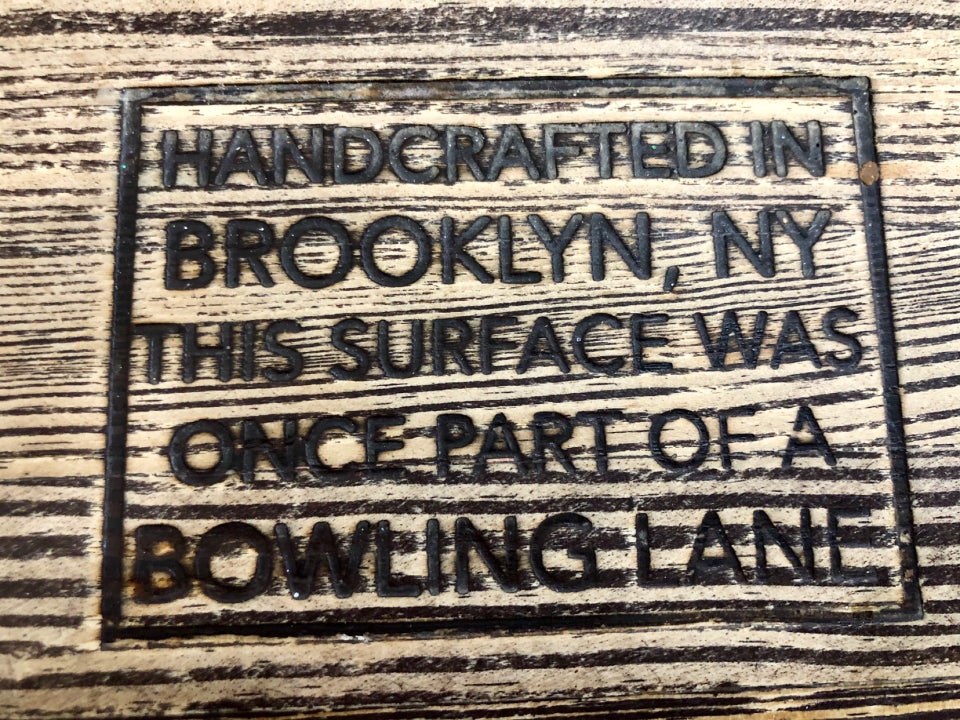 HANDCRAFTED IN
BROOKLYN, NY
THIS SURFACE WAS
ONCE PART OF A
BOWLING LANE